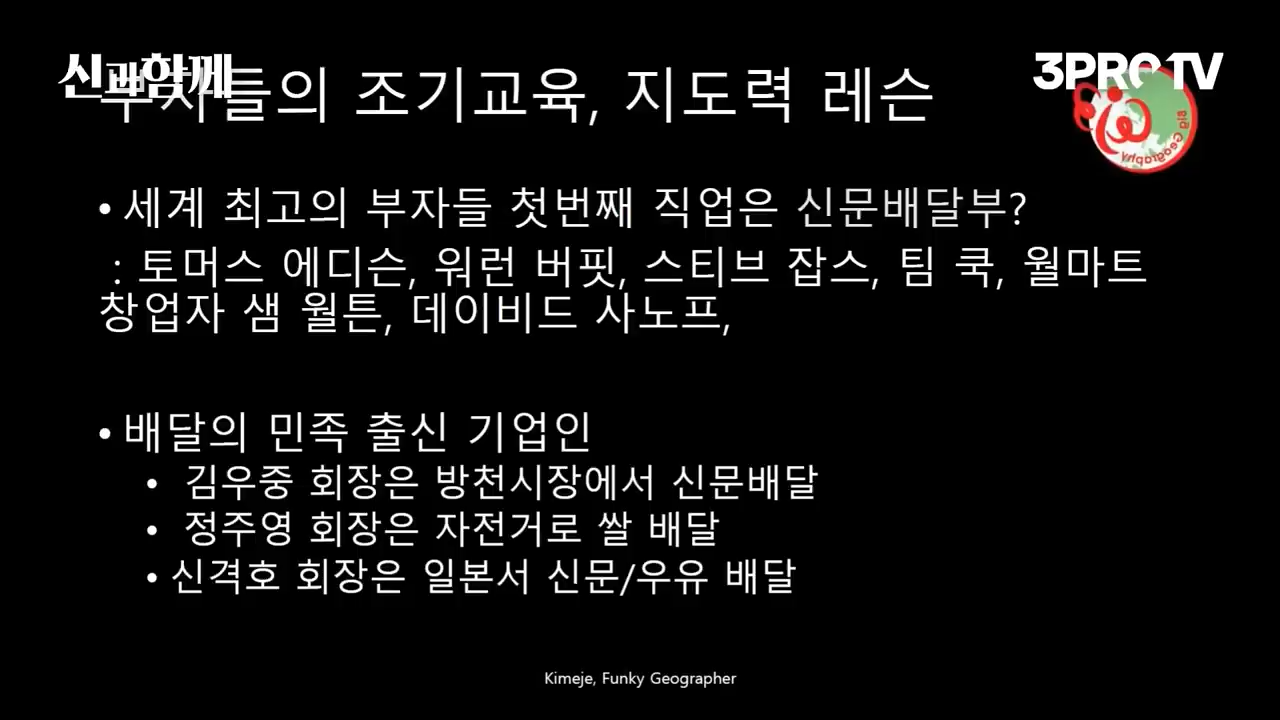 신과함께
3PROTV
부자들의 조기교육, 지도력 레슨
Big Geography
• 세계 최고의 부자들 첫번째 직업은 신문배달부?
: 토머스 에디슨, 워런 버핏, 스티브 잡스, 팀 쿡, 월마트
창업자 샘 월튼, 데이비드 사노프,
• 배달의 민족 출신 기업인
• 김우중 회장은 방천시장에서 신문배달
• 정주영 회장은 자전거로 쌀 배달
• 신격호 회장은 일본서 신문/우유 배달
Kimeje, Funky Geographer